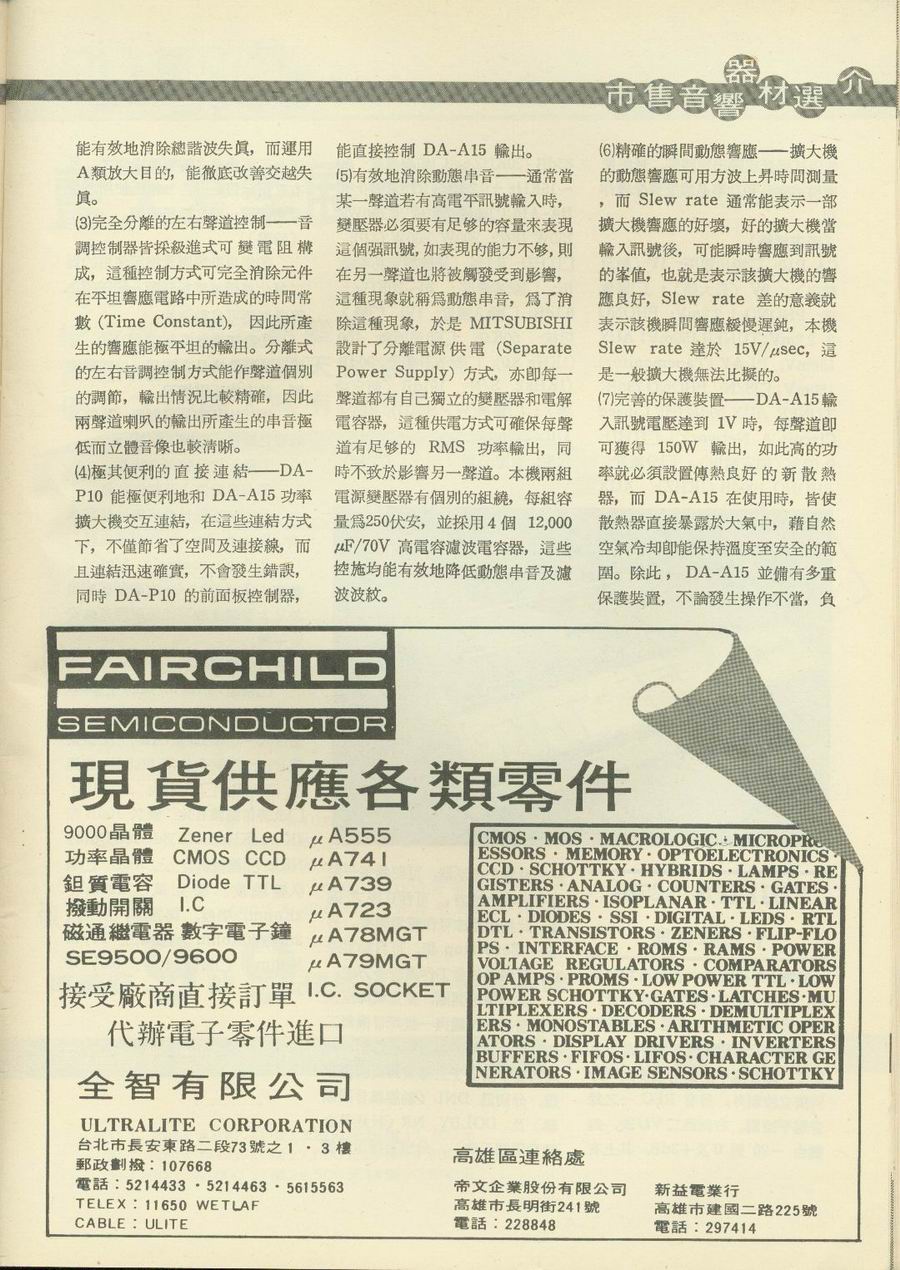 市售音響器材選介
能有效地消除總諧波失眞，而運用
A類放大目的，能徹底改善交越失
眞。
⑶完全分離的左右聲道控制——音
調控制器皆採級進式可變電阻構
成，這種控制方式可完全消除元件
在平坦響應電路中所造成的時間常
數 (Time Constant)， 因此所產
生的響應能極平坦的輸出。分離式
的左右音調控制方式能作聲道個別
的調節，輸出情況比較精確，因此
兩聲道喇叭的輸出所產生的串音極
低而立體音像也較清晰。
⑷極其便利的直接連結——DA-
P10 能極便利地和 DA-A15 功率
擴大機交互連結，在這些連結方式
下，不僅節省了空間及連接線，而
且連結迅速確實，不會發生錯誤，
同時 DA-P10 的前面板控制器，
能直接控制 DA-A15 輸出。
⑸有效地消除動態串音——通常當
某一聲道若有高電平訊號輸入時，
變壓器必須要有足够的容量來表現
這個强訊號，如表現的能力不够，則
在另一聲道也將被觸發受到影響，
這種現象就稱爲動態串音，爲了消
除這種現象，於是 MITSUBISHI
設計了分離電源供電 (Separate
Power Supply) 方式，亦卽每一
聲道都有自己獨立的變壓器和電解
電容器，這種供電方式可確保每聲
道有足够的 RMS 功率輸出，同
時不致於影響另一聲道。本機兩組
電源變壓器有個別的組繞，每組容
量爲250伏安，並採用4個 12,000
μF/70V 高電容濾波電容器，這些
控施均能有效地降低動態串音及濾
波波紋。
⑹精確的瞬間動態響應——擴大機
的動態響應可用方波上昇時間測量
，而 Slew rate 通常能表示一部
擴大機響應的好壞，好的擴大機當
輸入訊號後，可能瞬時響應到訊號
的峯値，也就是表示該擴大機的響
應良好，Slew rate 差的意義就
表示該機瞬間響應緩慢遲鈍，本機
Slew rate 達於 15V/μsec，這
是一般擴大機無法比擬的。
⑺完善的保護裝置——DA-A15輸
入訊號電壓達到 1V 時，每聲道卽
可獲得 150W 輸出，如此高的功
率就必須設置傳熱良好的新散熱
器，而 DA-A15 在使用時，皆使
散熱器直接暴露於大氣中，藉自然
空氣冷却卽能保持溫度至安全的範
圍。除此， DA-A15 並備有多重
保護裝置，不論發生操作不當，負
FAIRCHILD
SEMICONDUCTOR
現貨供應各類零件
9000晶體 Zener Led μA555
功率晶體 CMOS CCD μA741
鉭質電容 Diode TTL μA739
撥動開關 I.C μA723
磁通繼電器 數字電子鐘 μA78MGT
SE9500/9600 μA79MGT
接受廠商直接訂單 I.C. SOCKET
代辦電子零件進口
CMOS · MOS · MACROLOGIC · MICROPRO
ESSORS · MEMORY · OPTOELECTRONICS ·
CCD · SCHOTTKY · HYBRIDS · LAMPS · RE
GISTERS · ANALOG · COUNTERS · GATES ·
AMPLIFIERS · ISOPLANAR · TTL · LINEAR
ECL · DIODES · SSI · DIGITAL · LEDS · RTL
DTL · TRANSISTORS · ZENERS · FLIP-FLO
PS · INTERFACE · ROMS · RAMS · POWER
VOLTAGE REGULATORS · COMPARATORS
OP AMPS · PROMS · LOW POWER TTL · LOW
POWER SCHOTTKY·GATES·LATCHES·MU
LTIPLEXERS · DECODERS · DEMULTIPLEX
ERS · MONOSTABLES · ARITHMETIC OPER
ATORS · DISPLAY DRIVERS · INVERTERS
BUFFERS · FIFOS · LIFOS · CHARACTER GE
NERATORS · IMAGE SENSORS · SCHOTTKY
全智有限公司
ULTRALITE CORPORATION
台北市長安東路二段73號之1 · 3樓
郵政劃撥：107668
電話：5214433 · 5214463 · 5615563
TELEX：11650 WETLAF
CABLE：ULITE
高雄區連絡處
帝文企業股份有限公司
高雄市長明街241號
電話：228848
新益電業行
高雄市建國二路225號
電話：297414